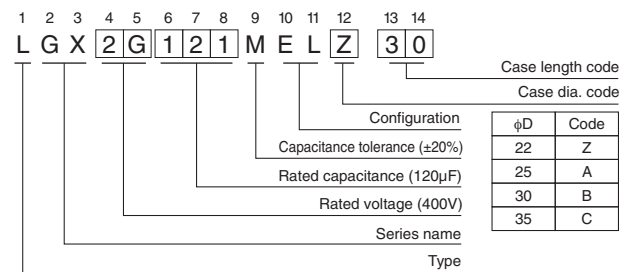 1 2 3 4 5 6 7 8 9 10 11 12 13 14
L G X 2 G 1 2 1 M E L Z 3 0
Case length code
Case dia. code
Configuration
Capacitance tolerance (±20%)
Rated capacitance (120µF)
Rated voltage (400V)
Series name
Type
ϕD Code
22 Z
25 A
30 B
35 C